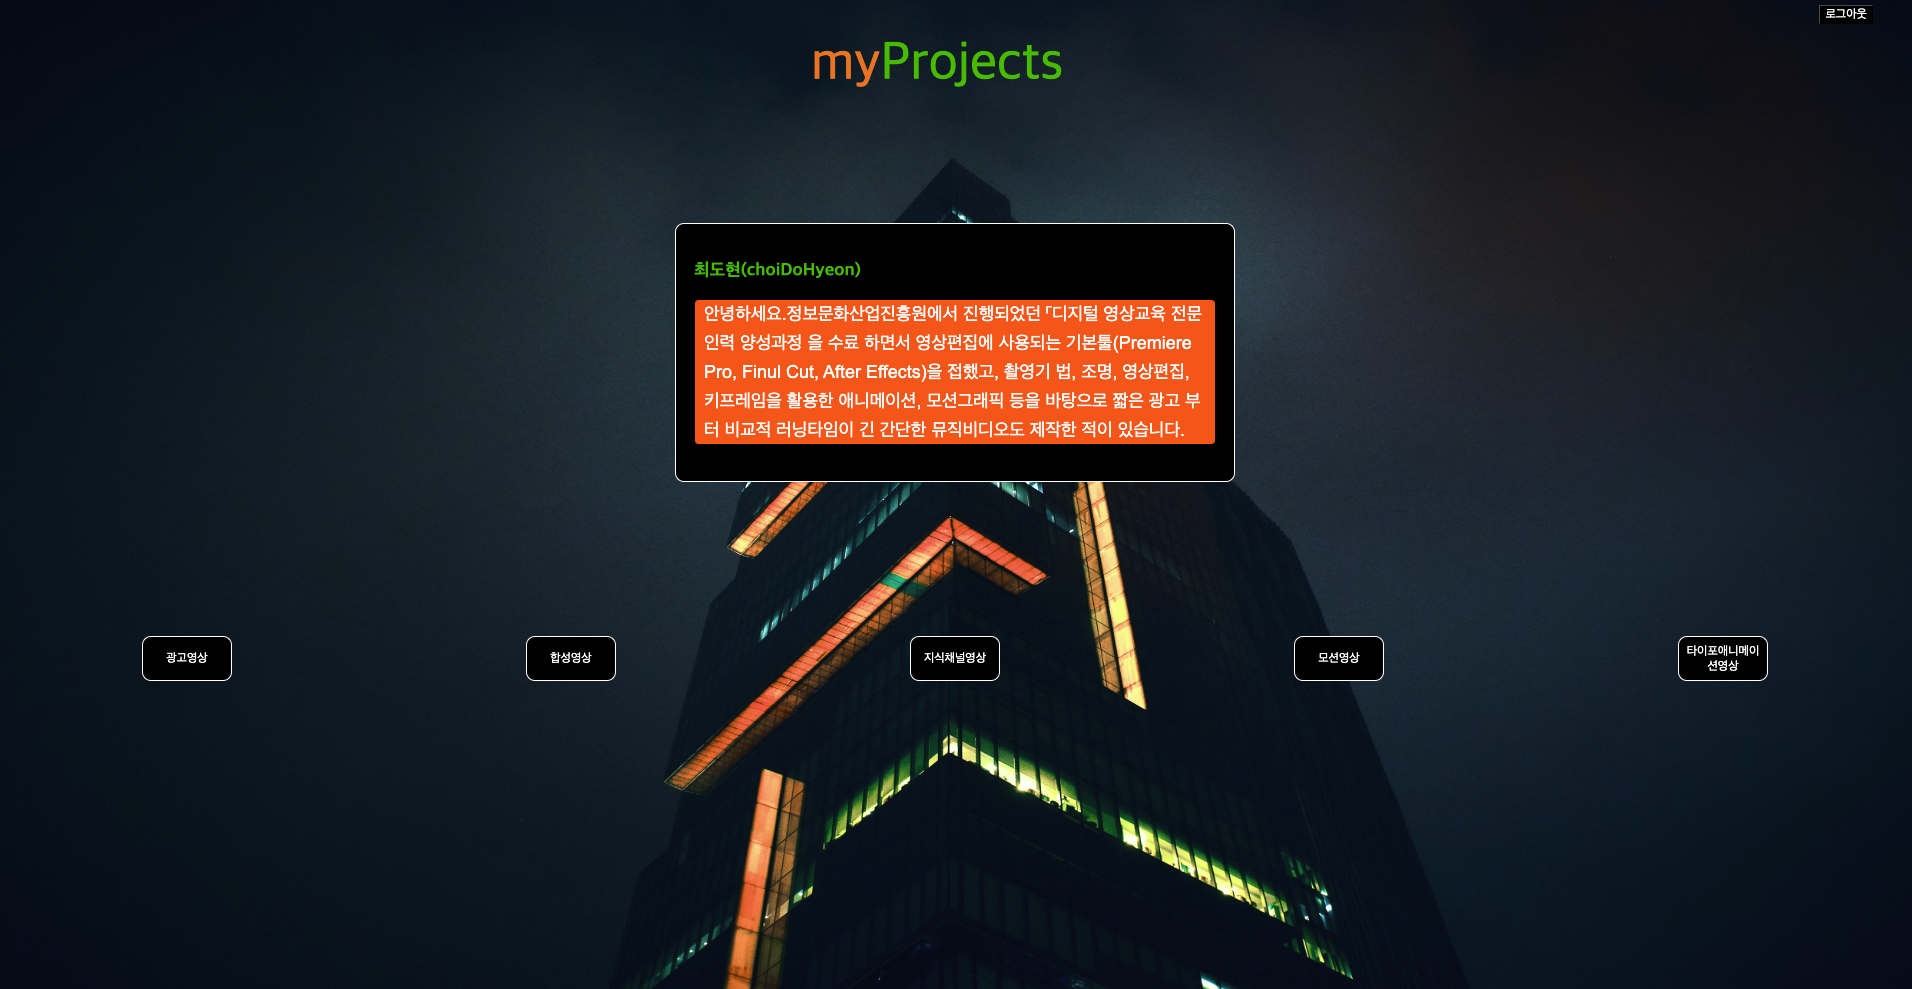 로그아웃
myProjects
최도현(choiDoHyeon)
안녕하세요.정보문화산업진흥원에서 진행되었던 「디지털 영상교육 전문
인력 양성과정 을 수료 하면서 영상편집에 사용되는 기본툴(Premiere
Pro, Finul Cut, After Effects)을 접했고, 촬영기 법, 조명, 영상편집,
키프레임을 활용한 애니메이션, 모션그래픽 등을 바탕으로 짧은 광고 부
터 비교적 러닝타임이 긴 간단한 뮤직비디오도 제작한 적이 있습니다.
광고영상
합성영상
지식채널영상
모션영상
타이포애니메이
션영상